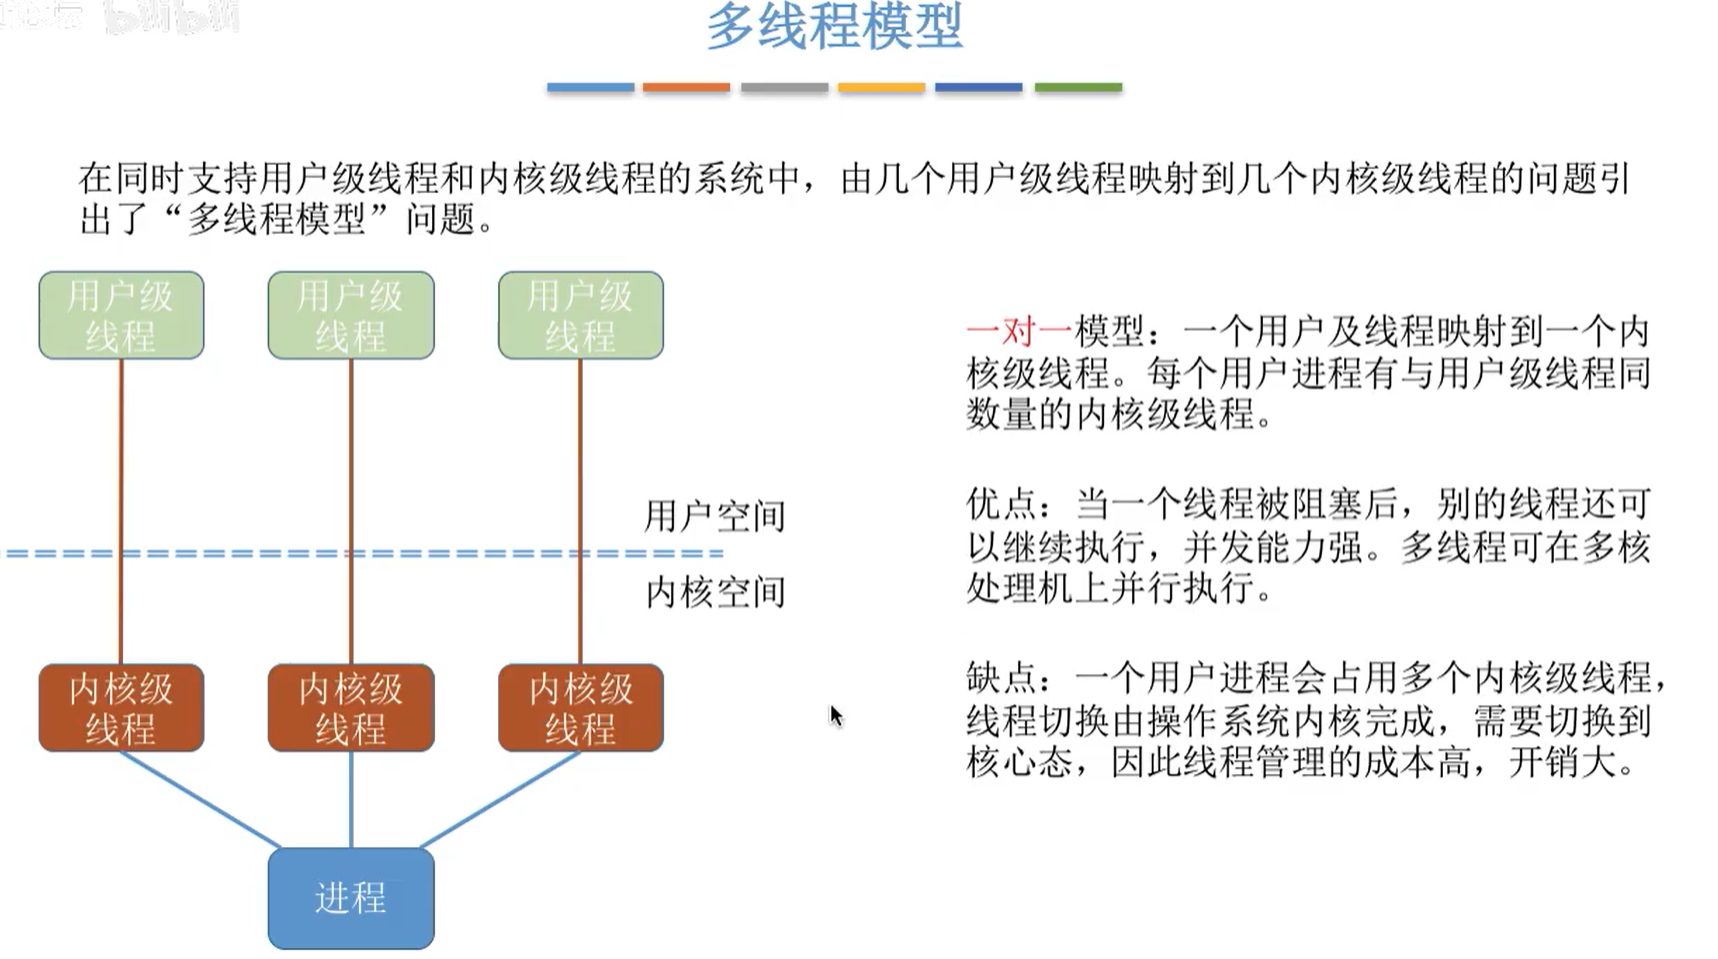 bilibili
多线程模型
在同时支持用户级线程和内核级线程的系统中，由几个用户级线程映射到几个内核级线程的问题引
出了“多线程模型”问题。
用户级
线程
用户级
线程
用户级
线程
用户空间
内核空间
内核级
线程
内核级
线程
内核级
线程
进程
一对一模型：一个用户及线程映射到一个内
核级线程。每个用户进程有与用户级线程同
数量的内核级线程。
优点：当一个线程被阻塞后，别的线程还可
以继续执行，并发能力强。多线程可在多核
处理机上并行执行。
缺点：一个用户进程会占用多个内核级线程，
线程切换由操作系统内核完成，需要切换到
核心态，因此线程管理的成本高，开销大。